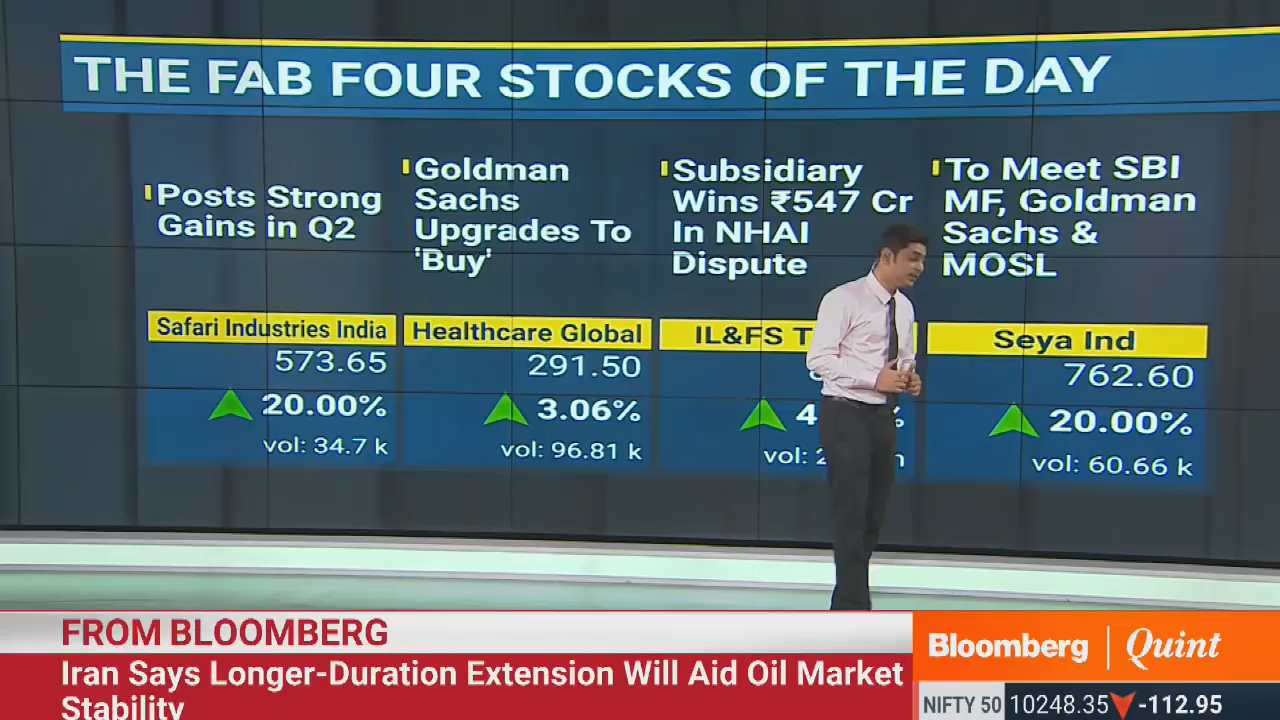 THE FAB FOUR STOCKS OF THE DAY
Posts Strong
Gains in Q2
Goldman
Sachs
Upgrades To
'Buy'
Subsidiary
Wins ₹547 Cr
In NHAI
Dispute
To Meet SBI
MF, Goldman
Sachs &
MOSL
Safari Industries India
573.65
20.00%
vol: 34.7 k
Healthcare Global
291.50
3.06%
vol: 96.81 k
IL&FS
vol:
Seya Ind
762.60
20.00%
vol: 60.66 k
FROM BLOOMBERG
Iran Says Longer-Duration Extension Will Aid Oil Market
Stability
Bloomberg | Quint
NIFTY 50 10248.35 -112.95